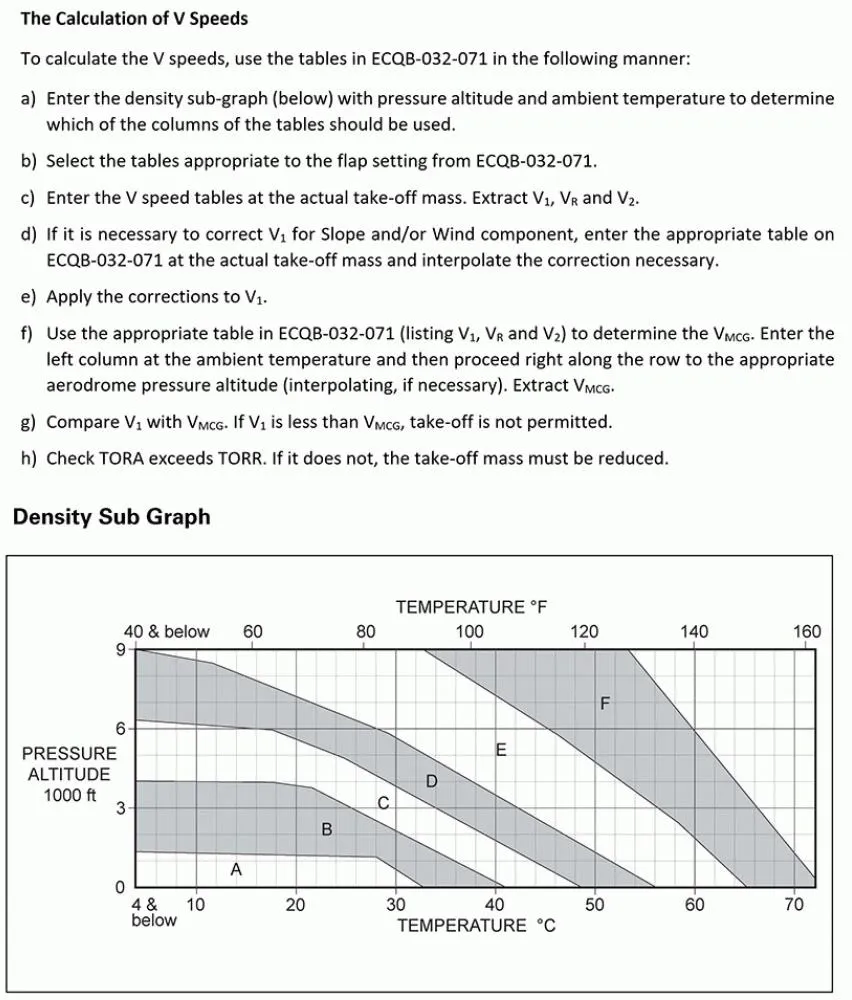 The Calculation of V Speeds
To calculate the V speeds, use the tables in ECQB-032-071 in the following manner:
a) Enter the density sub-graph (below) with pressure altitude and ambient temperature to determine
which of the columns of the tables should be used.
b) Select the tables appropriate to the flap setting from ECQB-032-071.
c) Enter the V speed tables at the actual take-off mass. Extract V1, VR and V2.
d) If it is necessary to correct V1 for Slope and/or Wind component, enter the appropriate table on
ECQB-032-071 at the actual take-off mass and interpolate the correction necessary.
e) Apply the corrections to V1.
f) Use the appropriate table in ECQB-032-071 (listing V1, VR and V2) to determine the VMCG. Enter the
left column at the ambient temperature and then proceed right along the row to the appropriate
aerodrome pressure altitude (interpolating, if necessary). Extract VMCG.
g) Compare V1 with VMCG. If V1 is less than VMCG, take-off is not permitted.
h) Check TORA exceeds TORR. If it does not, the take-off mass must be reduced.
Density Sub Graph
TEMPERATURE °F
40 & below 60 80 100 120 140 160
9
F
6
E
PRESSURE
ALTITUDE
1000 ft
D
C
3
B
A
0
4 & 10 20 30 40 50 60 70
below
TEMPERATURE °C